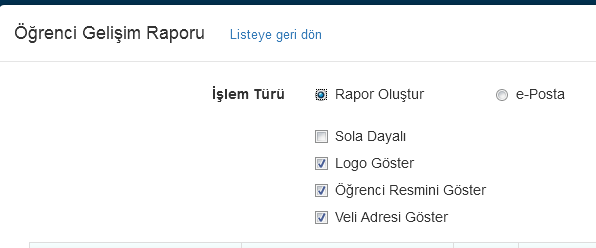 Öğrenci Gelişim Raporu Listeye geri dön
İşlem Türü Rapor Oluştur e-Posta
Sola Dayalı
Logo Göster
Öğrenci Resmini Göster
Veli Adresi Göster